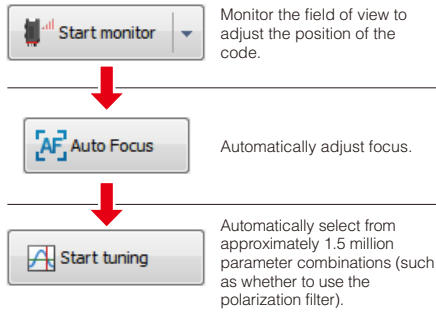 Start monitor
Monitor the field of view to
adjust the position of the
code.
AF Auto Focus
Automatically adjust focus.
Start tuning
Automatically select from
approximately 1.5 million
parameter combinations (such
as whether to use the
polarization filter).